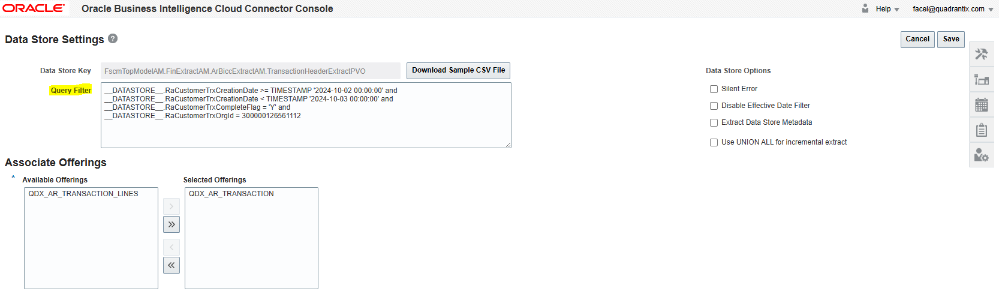 ORACLE Oracle Business Intelligence Cloud Connector Console Help facel@quadrantix.com
Data Store Settings ? Cancel Save
Data Store Key FscmTopModelAM.FinExtractAM.ArBiccExtractAM.TransactionHeaderExtractPVO Download Sample CSV File
Query Filter
__DATASTORE__.RaCustomerTrxCreationDate >= TIMESTAMP '2024-10-02 00:00:00' and
__DATASTORE__.RaCustomerTrxCreationDate < TIMESTAMP '2024-10-03 00:00:00' and
__DATASTORE__.RaCustomerTrxCompleteFlag = 'Y' and
__DATASTORE__.RaCustomerTrxOrgId = 300000126561112
Data Store Options
Silent Error
Disable Effective Date Filter
Extract Data Store Metadata
Use UNION ALL for incremental extract
Associate Offerings
* Available Offerings Selected Offerings
QDX_AR_TRANSACTION_LINES QDX_AR_TRANSACTION